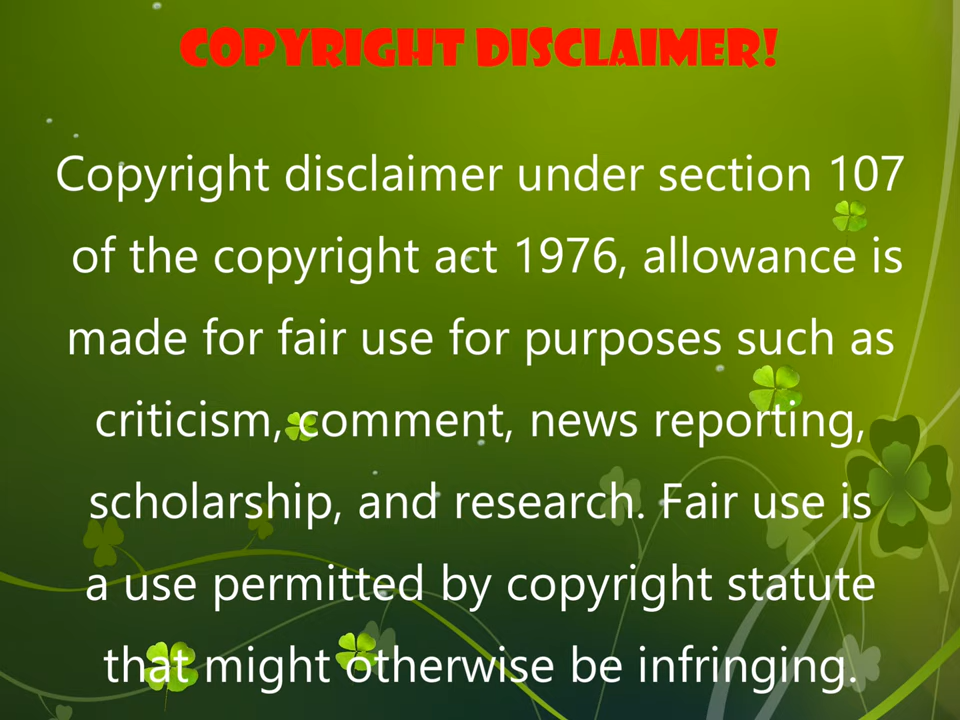 COPYRIGHT DISCLAIMER!
Copyright disclaimer under section 107
of the copyright act 1976, allowance is
made for fair use for purposes such as
criticism, comment, news reporting,
scholarship, and research. Fair use is
a use permitted by copyright statute
that might otherwise be infringing.